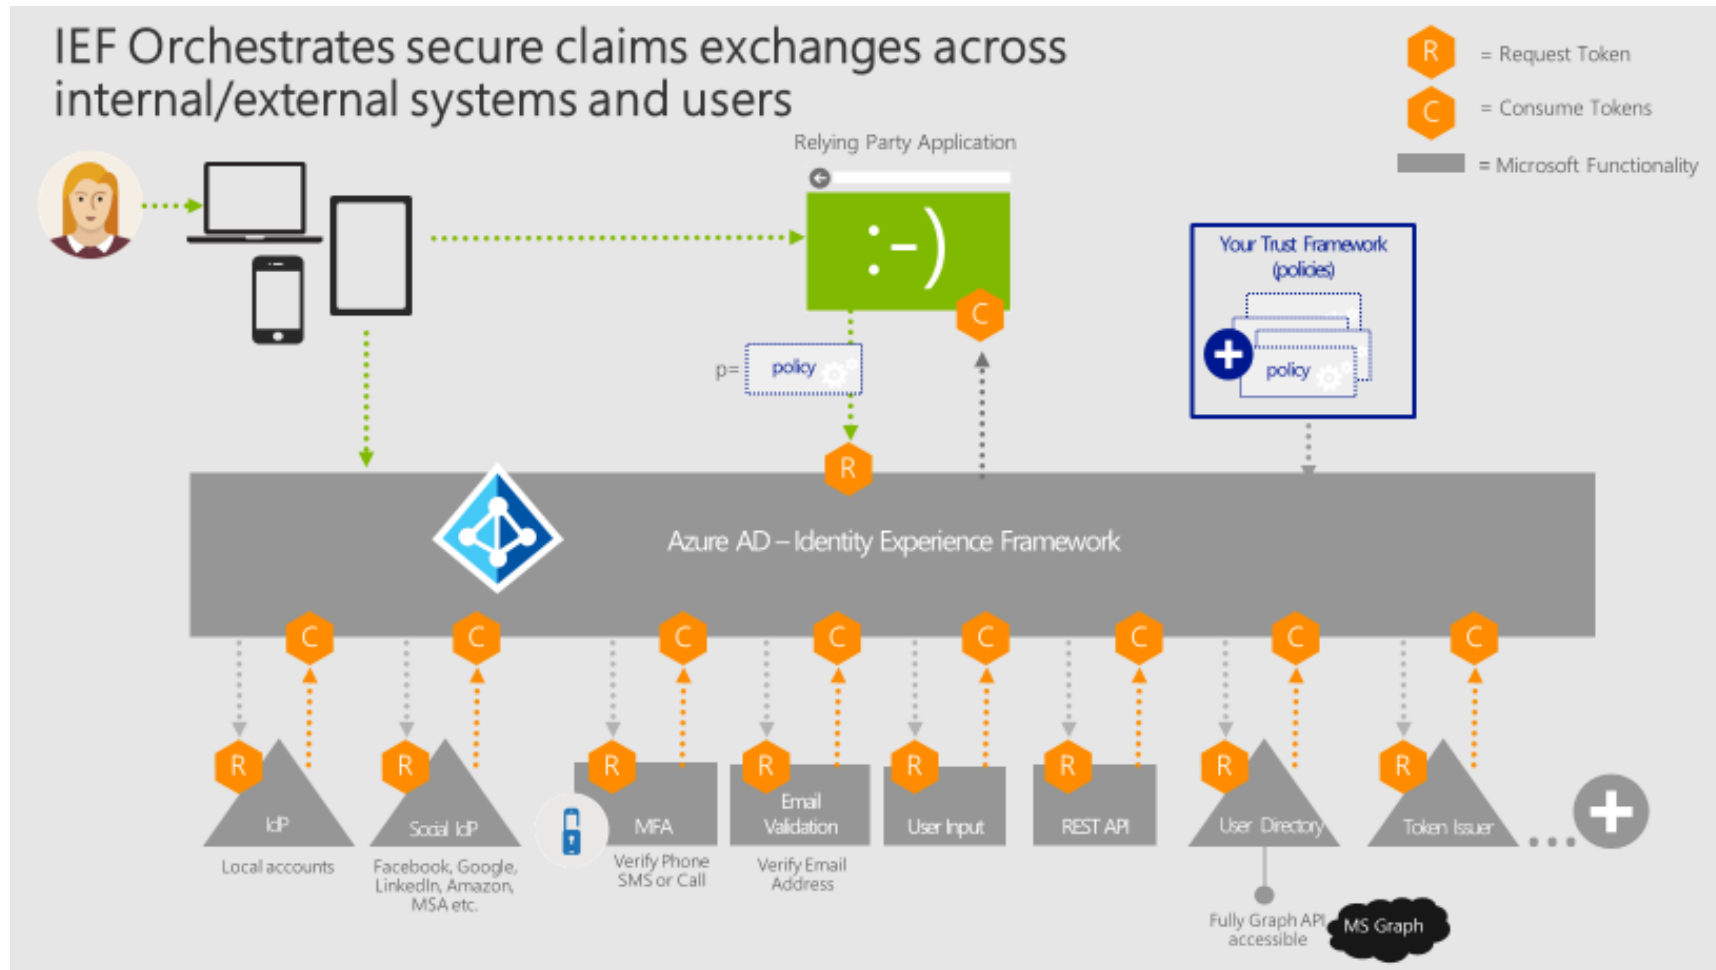 IEF Orchestrates secure claims exchanges across
internal/external systems and users
R = Request Token
C = Consume Tokens
= Microsoft Functionality
Relying Party Application
:-)
C
Your Trust Framework
(policies)
policy
p= policy
R
Azure AD – Identity Experience Framework
C C C C C C C C
R R R R R R R R
IdP
Local accounts
Social IdP
Facebook, Google,
LinkedIn, Amazon,
MSA etc.
MFA
Verify Phone
SMS or Call
Email
Validation
Verify Email
Address
User Input
REST API
User Directory
Fully Graph API
accessible
MS Graph
Token Issuer